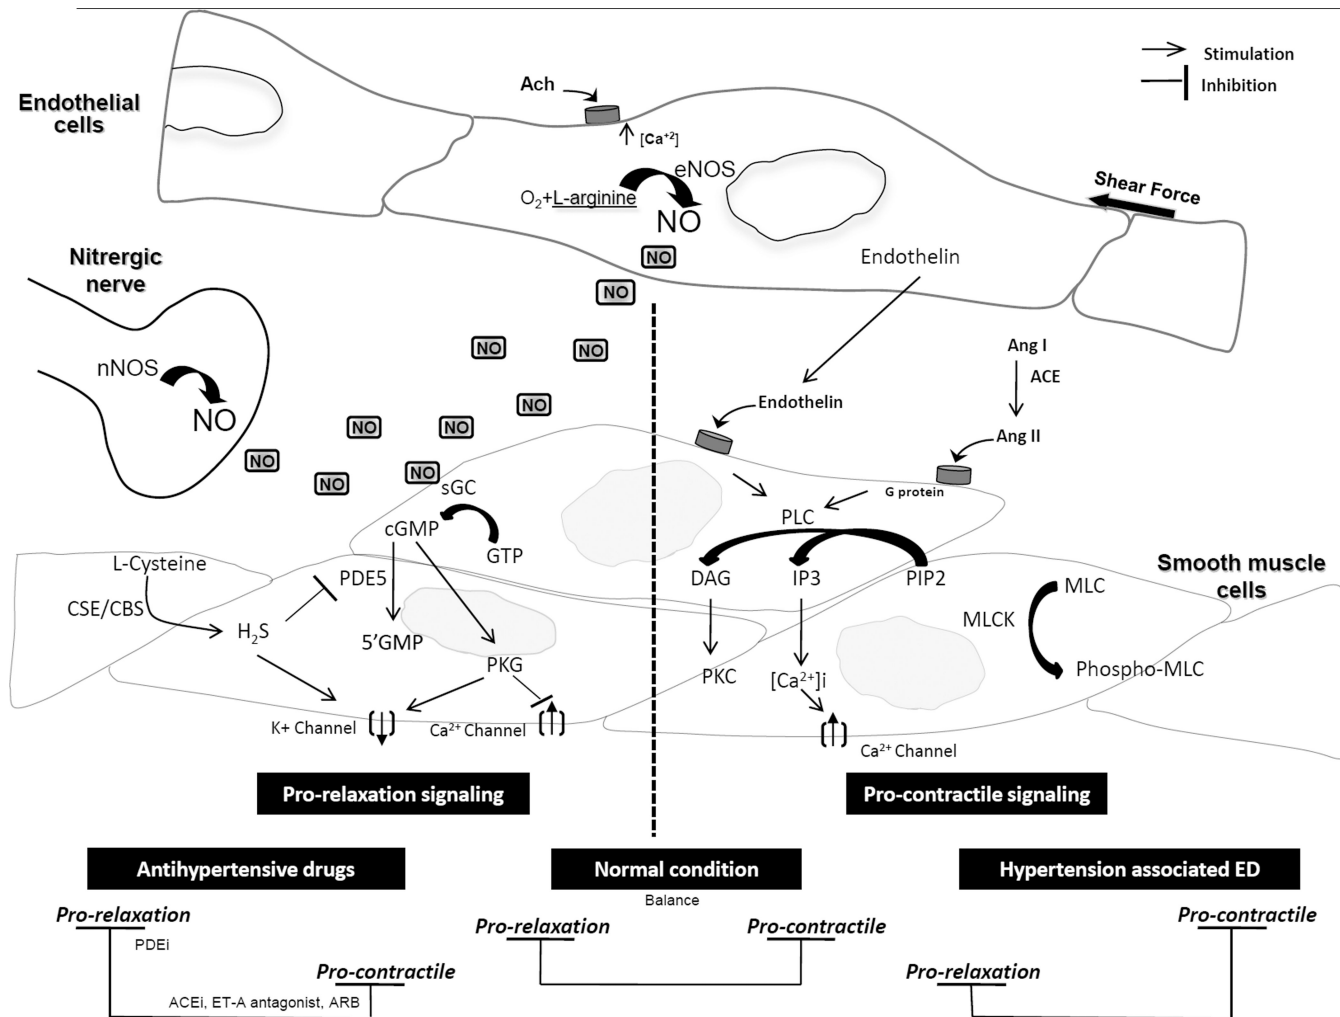 Stimulation
Inhibition
Endothelial
cells
Ach
[Ca⁺²]
eNOS
O₂+L-arginine
NO
Shear Force
Endothelin
NO
NO
Nitrergic
nerve
nNOS
NO
NO
NO
NO
NO
NO
NO
NO
NO
Ang I
ACE
Endothelin
Ang II
sGC
cGMP
GTP
G protein
PLC
L-Cysteine
CSE/CBS
H₂S
PDE5
5'GMP
PKG
DAG
IP3
PIP2
PKC
[Ca²⁺]i
Smooth muscle
cells
MLC
MLCK
Phospho-MLC
K+ Channel
Ca²⁺ Channel
Ca²⁺ Channel
Pro-relaxation signaling
Pro-contractile signaling
Antihypertensive drugs
Pro-relaxation
PDEi
Pro-contractile
ACEi, ET-A antagonist, ARB
Normal condition
Balance
Pro-relaxation
Pro-contractile
Hypertension associated ED
Pro-contractile
Pro-relaxation